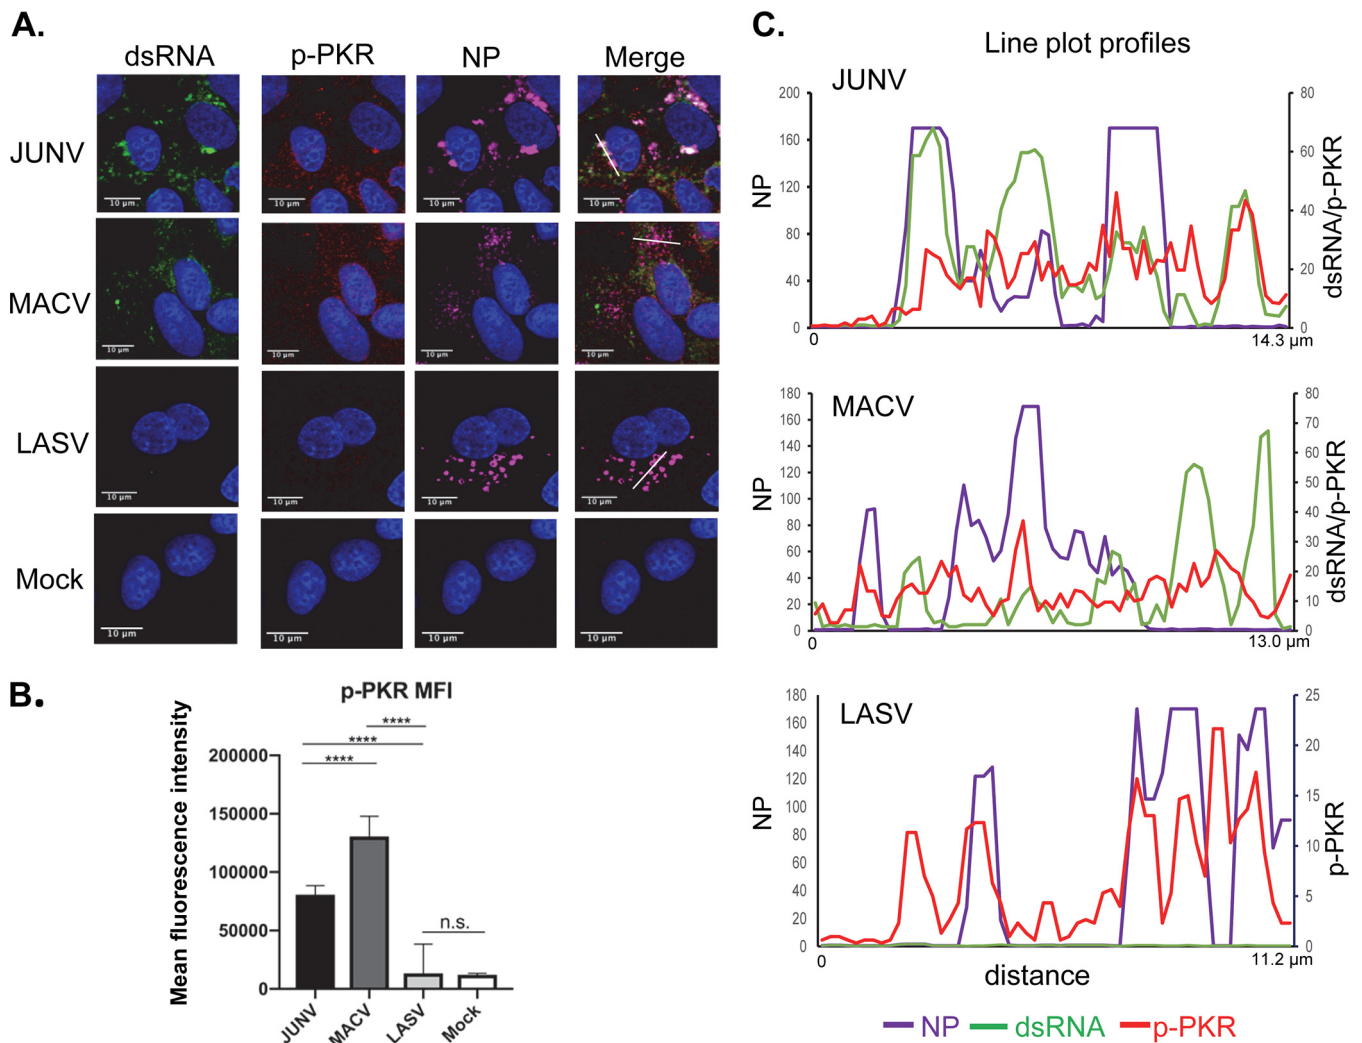 A.
dsRNA p-PKR NP Merge
JUNV
10 µm 10 µm 10 µm 10 µm
MACV
10 µm 10 µm 10 µm 10 µm
LASV
10 µm 10 µm 10 µm 10 µm
Mock
10 µm 10 µm 10 µm 10 µm
B.
p-PKR MFI
Mean fluorescence intensity
****
****
****
n.s.
200000
150000
100000
50000
0
JUNV MACV LASV Mock
C.
Line plot profiles
JUNV
NP
200
160
120
80
40
0
dsRNA/p-PKR
80
60
40
20
0
0 14.3 µm
MACV
NP
180
160
140
120
100
80
60
40
20
0
dsRNA/p-PKR
80
70
60
50
40
30
20
10
0
0 13.0 µm
LASV
NP
180
160
140
120
100
80
60
40
20
0
p-PKR
25
20
15
10
5
0
0 11.2 µm
distance
NP dsRNA p-PKR